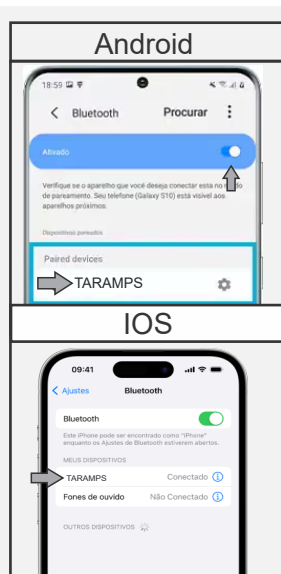 Android
18:59
Bluetooth Procurar
Ativado
Verifique se o aparelho que você deseja conectar está no modo
de pareamento. Seu telefone (Galaxy S10) está visível aos
aparelhos próximos.
Dispositivos pareados
Paired devices
TARAMPS
IOS
09:41
Ajustes Bluetooth
Bluetooth
Este iPhone pode ser encontrado como "iPhone"
enquanto os Ajustes de Bluetooth estiverem abertos.
MEUS DISPOSITIVOS
TARAMPS Conectado
Fones de ouvido Não Conectado
OUTROS DISPOSITIVOS